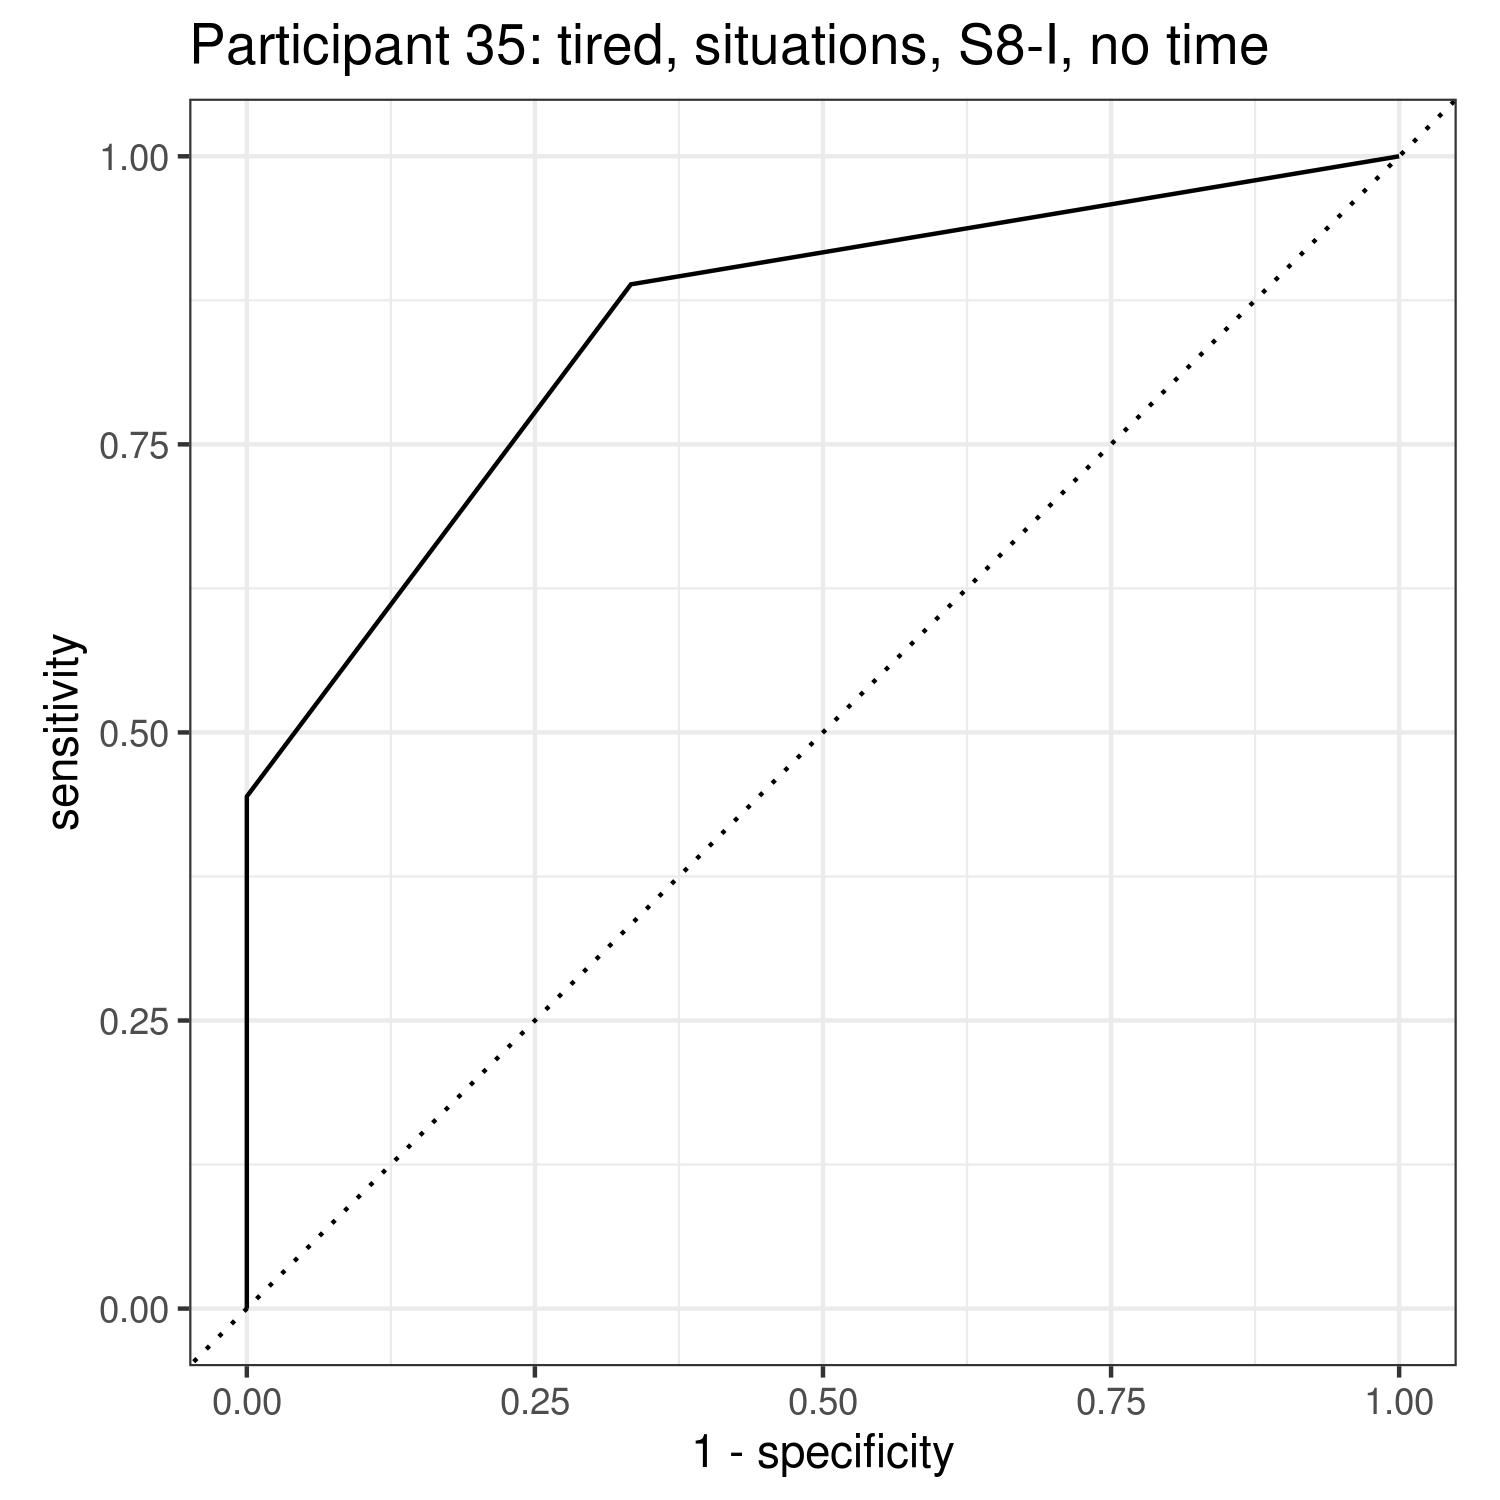 Participant 35: tired, situations, S8-I, no time
1.00
0.75
0.50
0.25
0.00
sensitivity
0.00 0.25 0.50 0.75 1.00
1 - specificity